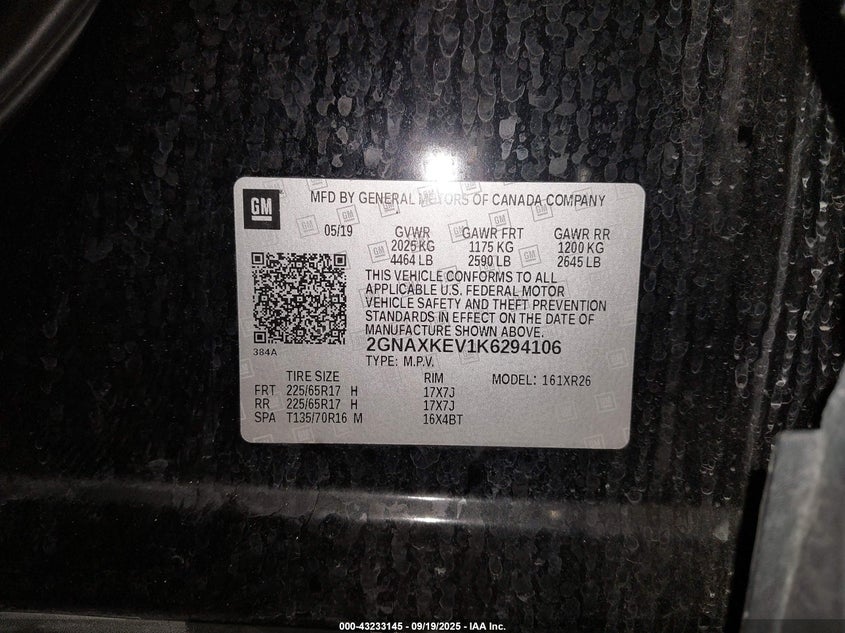 GM
MFD BY GENERAL MOTORS OF CANADA COMPANY
05/19 GVWR GAWR FRT GAWR RR
2025 KG 1175 KG 1200 KG
4464 LB 2590 LB 2645 LB
THIS VEHICLE CONFORMS TO ALL
APPLICABLE U.S. FEDERAL MOTOR
VEHICLE SAFETY AND THEFT PREVENTION
STANDARDS IN EFFECT ON THE DATE OF
MANUFACTURE SHOWN ABOVE.
384A
2GNAXKEV1K6294106
TYPE: M.P.V.
TIRE SIZE RIM MODEL: 161XR26
FRT 225/65R17 H 17X7J
RR 225/65R17 H 17X7J
SPA T135/70R16 M 16X4BT
000-43233145 - 09/19/2025 - IAA Inc.